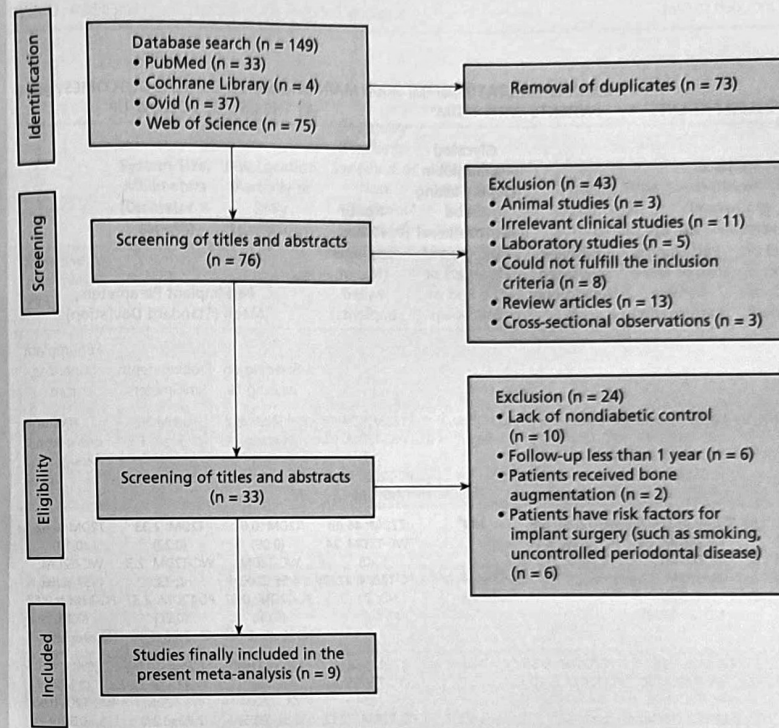 Identification
Database search (n = 149)
• PubMed (n = 33)
• Cochrane Library (n = 4)
• Ovid (n = 37)
• Web of Science (n = 75)
Removal of duplicates (n = 73)
Screening
Screening of titles and abstracts
(n = 76)
Exclusion (n = 43)
• Animal studies (n = 3)
• Irrelevant clinical studies (n = 11)
• Laboratory studies (n = 5)
• Could not fulfill the inclusion
criteria (n = 8)
• Review articles (n = 13)
• Cross-sectional observations (n = 3)
Eligibility
Screening of titles and abstracts
(n = 33)
Exclusion (n = 24)
• Lack of nondiabetic control
(n = 10)
• Follow-up less than 1 year (n = 6)
• Patients received bone
augmentation (n = 2)
• Patients have risk factors for
implant surgery (such as smoking,
uncontrolled periodontal disease)
(n = 6)
Included
Studies finally included in the
present meta-analysis (n = 9)